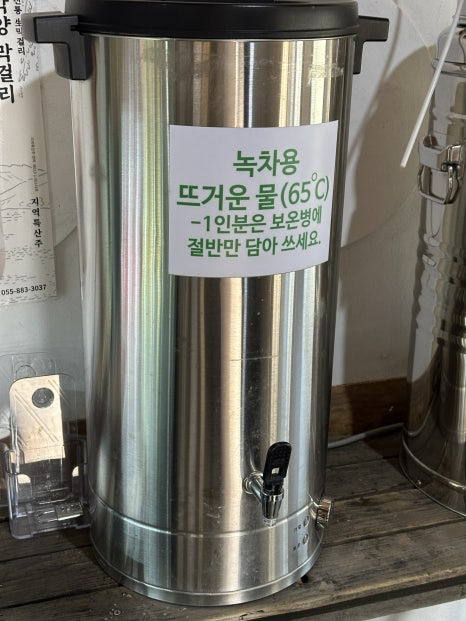 막걸리
지역특산주
055-883-3037
녹차용
뜨거운 물(65℃)
-1인분은 보온병에
절반만 담아 쓰세요.